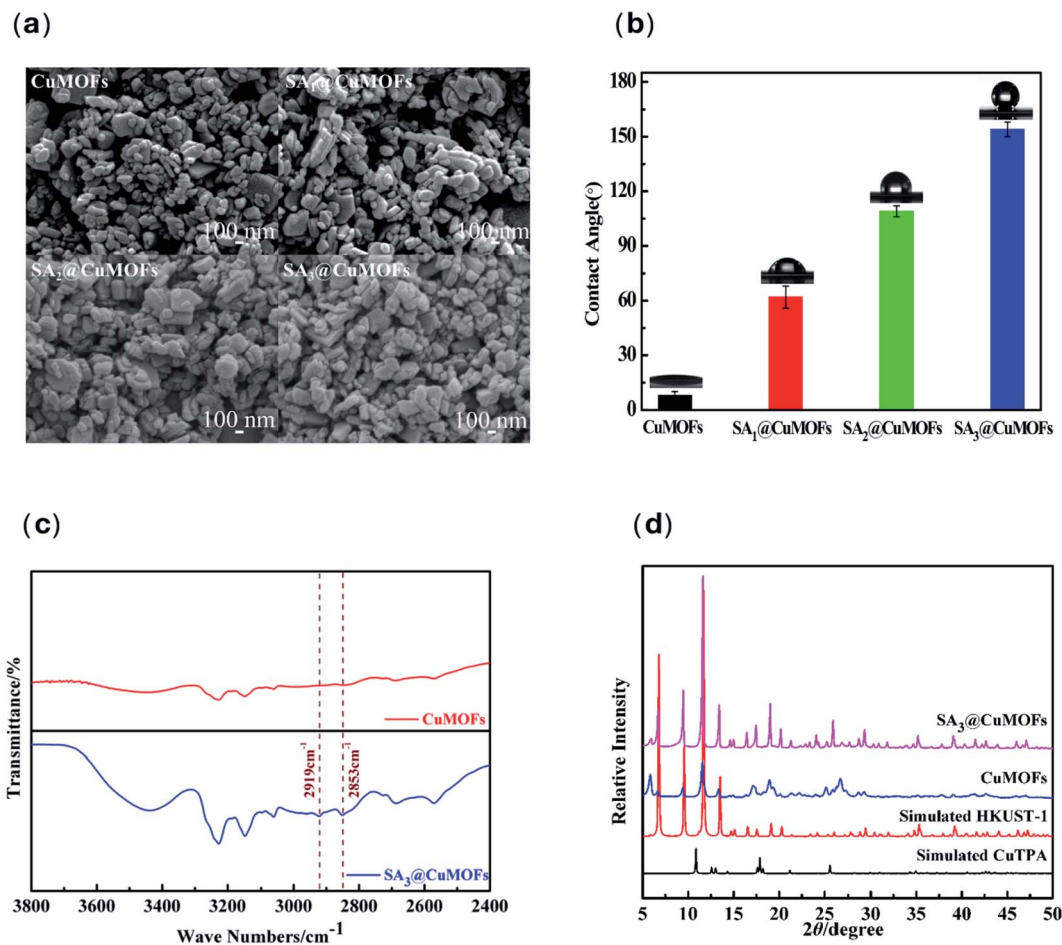 (a)
CuMOFs
SA1@CuMOFs
100 nm
100 nm
SA2@CuMOFs
SA3@CuMOFs
100 nm
100 nm
(b)
Contact Angle(°)
180
150
120
90
60
30
0
CuMOFs
SA1@CuMOFs
SA2@CuMOFs
SA3@CuMOFs
(c)
Transmittance/%
CuMOFs
2919cm-1
2853cm-1
SA3@CuMOFs
3800 3600 3400 3200 3000 2800 2600 2400
Wave Numbers/cm-1
(d)
Relative Intensity
SA3@CuMOFs
CuMOFs
Simulated HKUST-1
Simulated CuTPA
5 10 15 20 25 30 35 40 45 50
2θ/degree